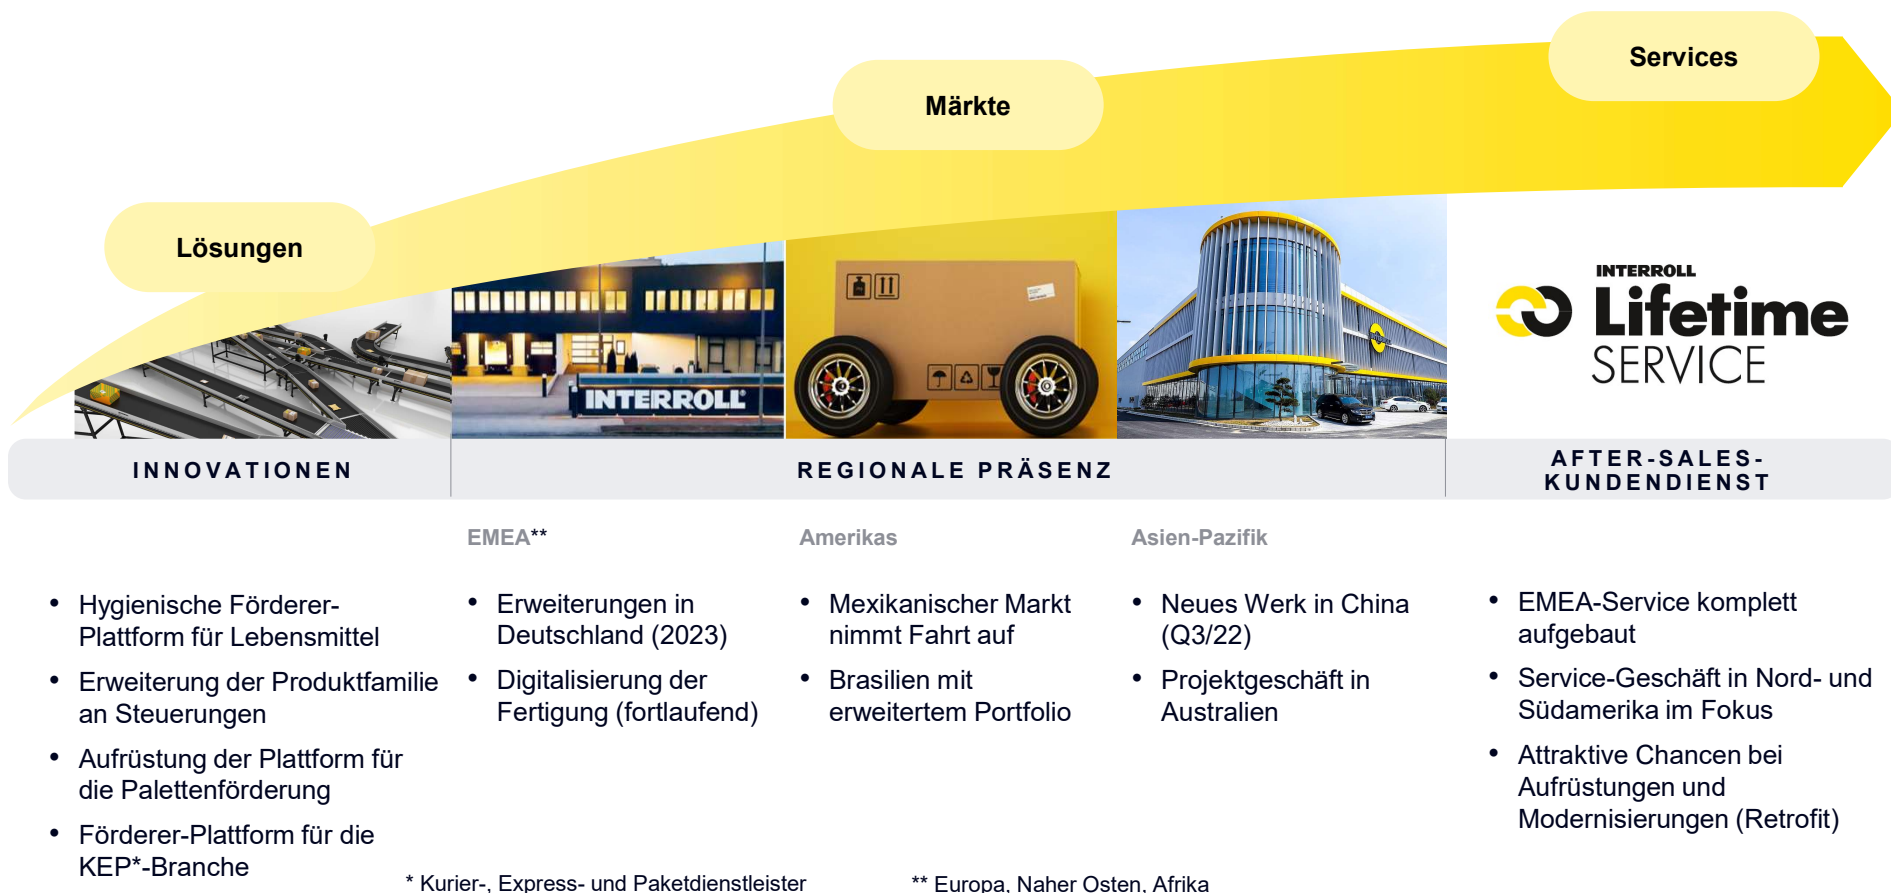 Services
Märkte
Lösungen
INTERROLL
Lifetime
SERVICE
INTERROLL
INNOVATIONEN
REGIONALE PRÄSENZ
AFTER-SALES-
KUNDENDIENST
EMEA**
Amerikas
Asien-Pazifik
• Hygienische Förderer-
Plattform für Lebensmittel
• Erweiterung der Produktfamilie
an Steuerungen
• Aufrüstung der Plattform für
die Palettenförderung
• Förderer-Plattform für die
KEP*-Branche
• Erweiterungen in
Deutschland (2023)
• Digitalisierung der
Fertigung (fortlaufend)
• Mexikanischer Markt
nimmt Fahrt auf
• Brasilien mit
erweitertem Portfolio
• Neues Werk in China
(Q3/22)
• Projektgeschäft in
Australien
• EMEA-Service komplett
aufgebaut
• Service-Geschäft in Nord- und
Südamerika im Fokus
• Attraktive Chancen bei
Aufrüstungen und
Modernisierungen (Retrofit)
* Kurier-, Express- und Paketdienstleister
** Europa, Naher Osten, Afrika